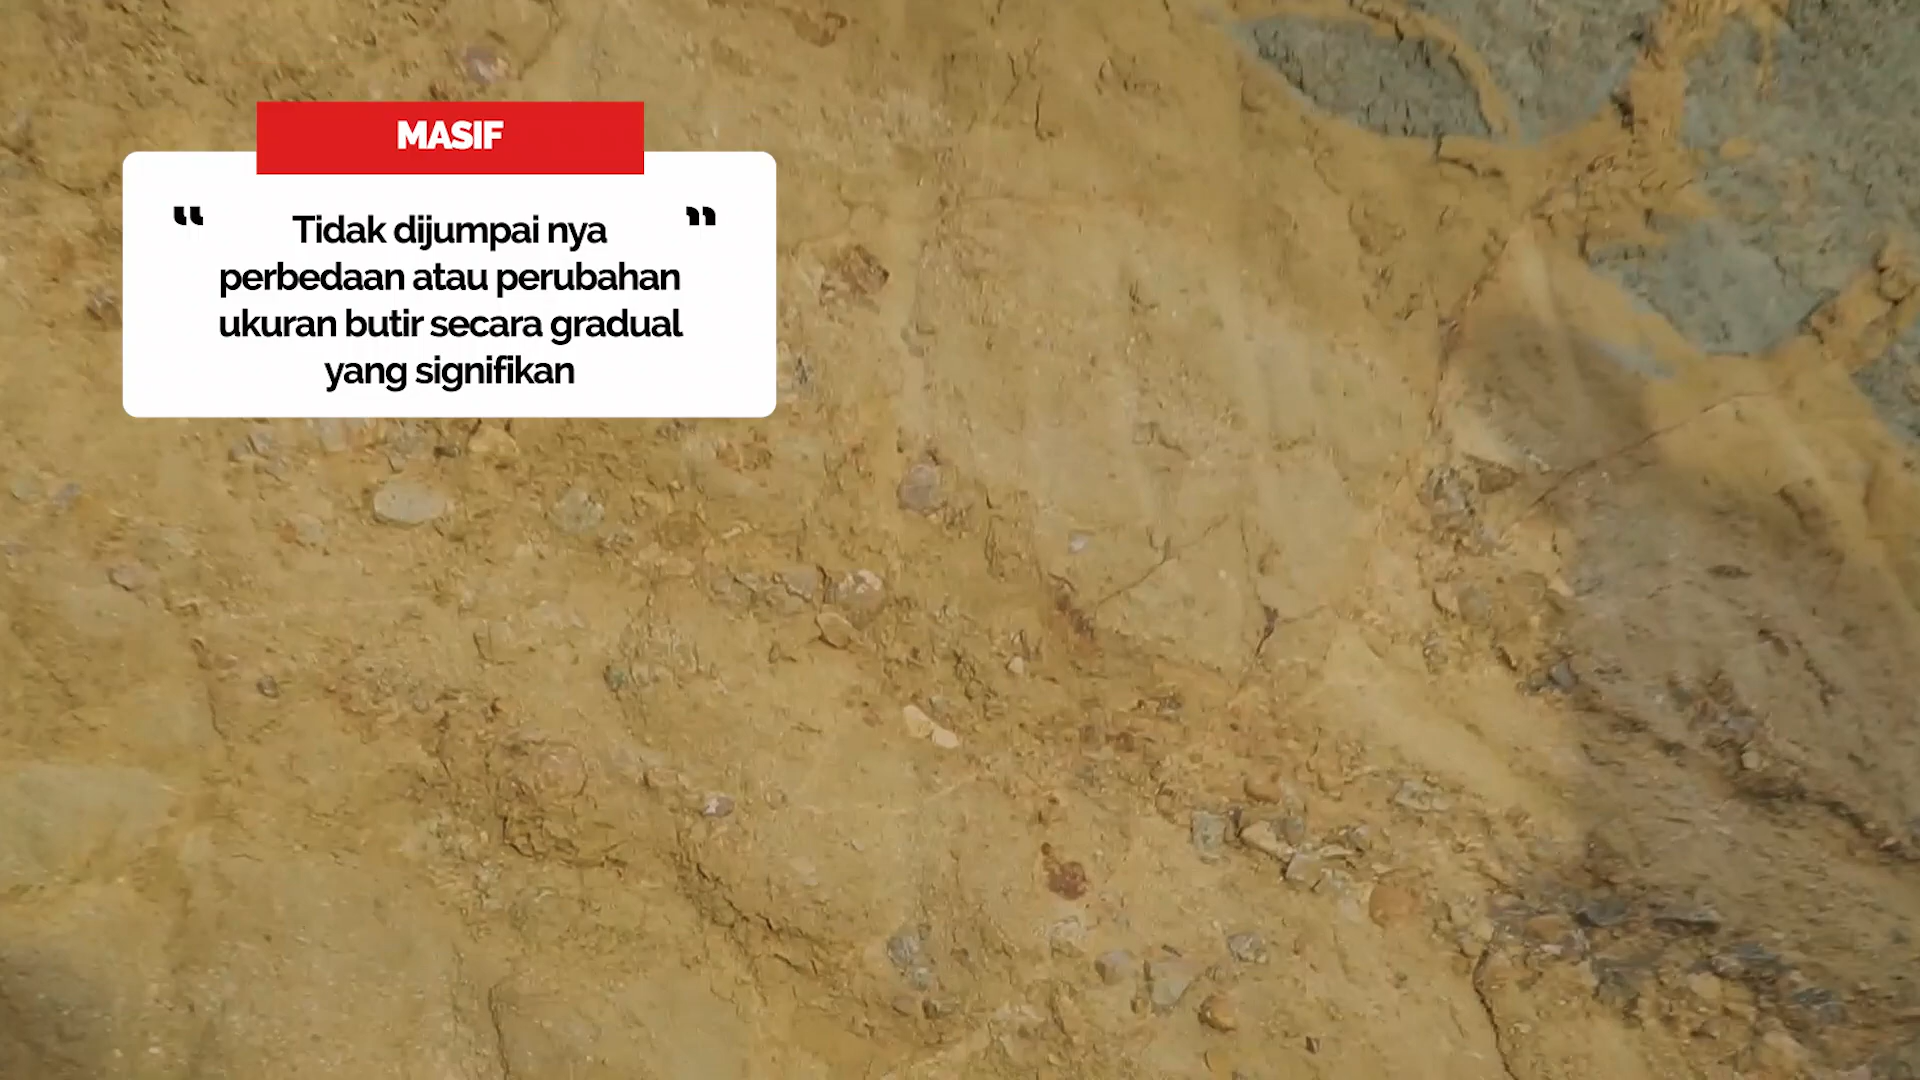 MASIF
“ Tidak dijumpai nya ”
perbedaan atau perubahan
ukuran butir secara gradual
yang signifikan